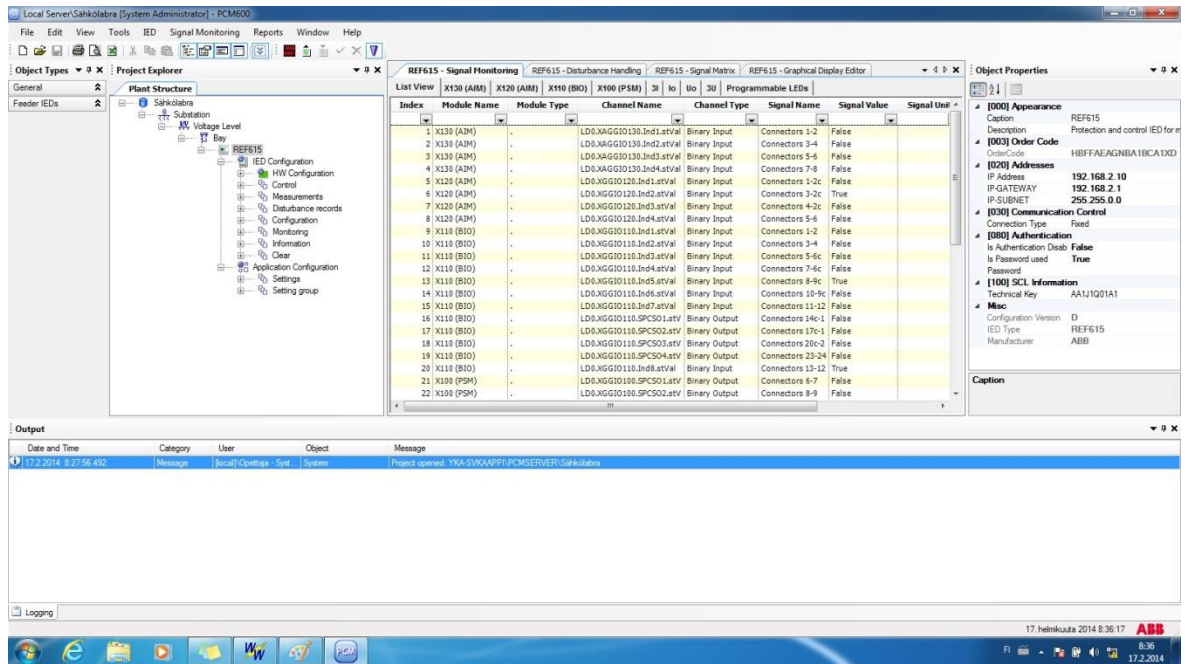 Local Server\Sähkölabra [System Administrator] - PCM600
File Edit View Tools IED Signal Monitoring Reports Window Help
Object Types
General
Feeder IEDs
Project Explorer
Plant Structure
Sähkölabra
Substation
Voltage Level
Bay
REF615
IED Configuration
HW Configuration
Control
Measurements
Disturbance records
Configuration
Monitoring
Information
Clear
Application Configuration
Settings
Setting group
REF615 - Signal Monitoring REF615 - Disturbance Handling REF615 - Signal Matrix REF615 - Graphical Display Editor
List View X130 (AIM) X120 (AIM) X110 (BIO) X100 (PSM) 3I Io Uo 3U Programmable LEDs
Index Module Name Module Type Channel Name Channel Type Signal Name Signal Value Signal Unit
1 X130 (AIM) . LD0.XAGGIO130.Ind1.stVal Binary Input Connectors 1-2 False
2 X130 (AIM) . LD0.XAGGIO130.Ind2.stVal Binary Input Connectors 3-4 False
3 X130 (AIM) . LD0.XAGGIO130.Ind3.stVal Binary Input Connectors 5-6 False
4 X130 (AIM) . LD0.XAGGIO130.Ind4.stVal Binary Input Connectors 7-8 False
5 X120 (AIM) . LD0.XAGGIO120.Ind1.stVal Binary Input Connectors 1-2c False
6 X120 (AIM) . LD0.XAGGIO120.Ind2.stVal Binary Input Connectors 3-2c True
7 X120 (AIM) . LD0.XAGGIO120.Ind3.stVal Binary Input Connectors 4-2c False
8 X120 (AIM) . LD0.XAGGIO120.Ind4.stVal Binary Input Connectors 5-6 False
9 X110 (BIO) . LD0.XGGIO110.Ind1.stVal Binary Input Connectors 1-2 False
10 X110 (BIO) . LD0.XGGIO110.Ind2.stVal Binary Input Connectors 3-4 False
11 X110 (BIO) . LD0.XGGIO110.Ind3.stVal Binary Input Connectors 5-6c False
12 X110 (BIO) . LD0.XGGIO110.Ind4.stVal Binary Input Connectors 7-6c False
13 X110 (BIO) . LD0.XGGIO110.Ind5.stVal Binary Input Connectors 8-9c True
14 X110 (BIO) . LD0.XGGIO110.Ind6.stVal Binary Input Connectors 10-9c False
15 X110 (BIO) . LD0.XGGIO110.Ind7.stVal Binary Input Connectors 11-12 False
16 X110 (BIO) . LD0.XGGIO110.SPCSO1.stV Binary Output Connectors 14c-1 False
17 X110 (BIO) . LD0.XGGIO110.SPCSO2.stV Binary Output Connectors 17c-1 False
18 X110 (BIO) . LD0.XGGIO110.SPCSO3.stV Binary Output Connectors 20c-2 False
19 X110 (BIO) . LD0.XGGIO110.SPCSO4.stV Binary Output Connectors 23-24 False
20 X110 (BIO) . LD0.XGGIO110.Ind8.stVal Binary Input Connectors 13-12 True
21 X100 (PSM) . LD0.XGGIO100.SPCSO1.stV Binary Output Connectors 6-7 False
22 X100 (PSM) . LD0.XGGIO100.SPCSO2.stV Binary Output Connectors 8-9 False
Object Properties
[000] Appearance
Caption REF615
Description Protection and control IED for m
[003] Order Code
OrderCode HBFFAEAGNBA1BCA1XD
[020] Addresses
IP Address 192.168.2.10
IP-GATEWAY 192.168.2.1
IP-SUBNET 255.255.0.0
[030] Communication Control
Connection Type Fixed
[080] Authentication
Is Authentication Disab False
Is Password used True
Password
[100] SCL Information
Technical Key AA1J1Q01A1
Misc
Configuration Version D
IED Type REF615
Manufacturer ABB
Caption
Output
Date and Time Category User Object Message
17.2.2014 8:27:56.492 Message [local]\Opettaja - Syst... System Project opened: YKA-SVKAAPPI\PCMSERVER\Sähkölabra
Logging
17. helmikuuta 2014 8:36:17 ABB
PCM
FI
8:36
17.2.2014